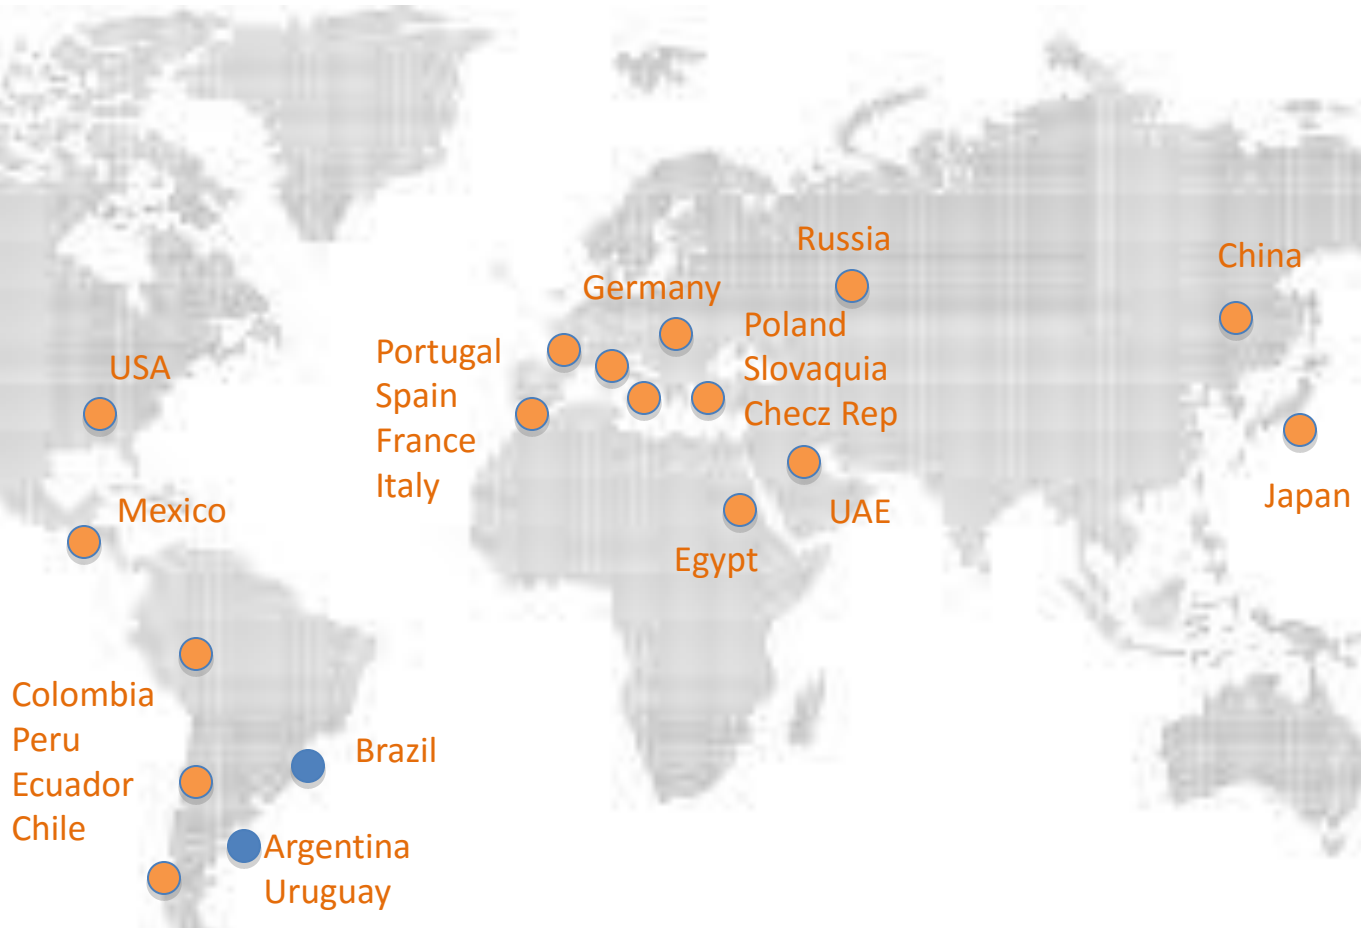 Russia
China
Germany
Poland
Slovaquia
Checz Rep
Portugal
Spain
France
Italy
USA
Mexico
UAE
Japan
Egypt
Colombia
Peru
Ecuador
Chile
Brazil
Argentina
Uruguay